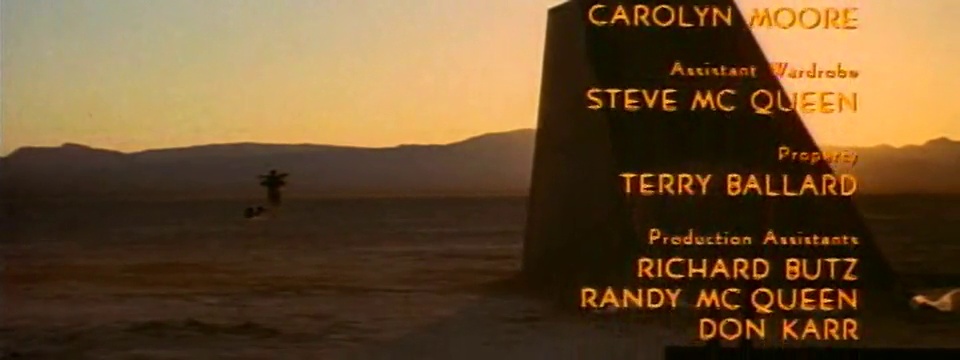 CAROLYN MOORE
Assistant Wardrobe
STEVE MC QUEEN
Property
TERRY BALLARD
Production Assistants
RICHARD BUTZ
RANDY MC QUEEN
DON KARR